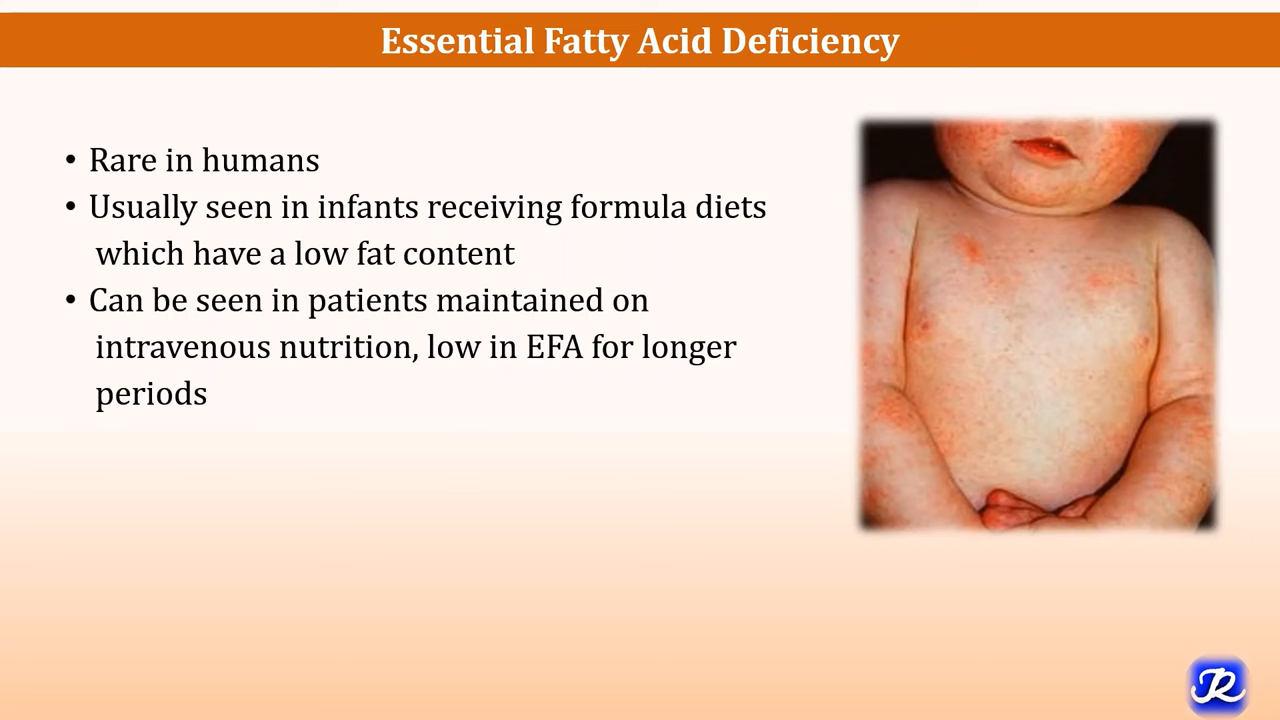 Essential Fatty Acid Deficiency
• Rare in humans
• Usually seen in infants receiving formula diets
which have a low fat content
• Can be seen in patients maintained on
intravenous nutrition, low in EFA for longer
periods
JR